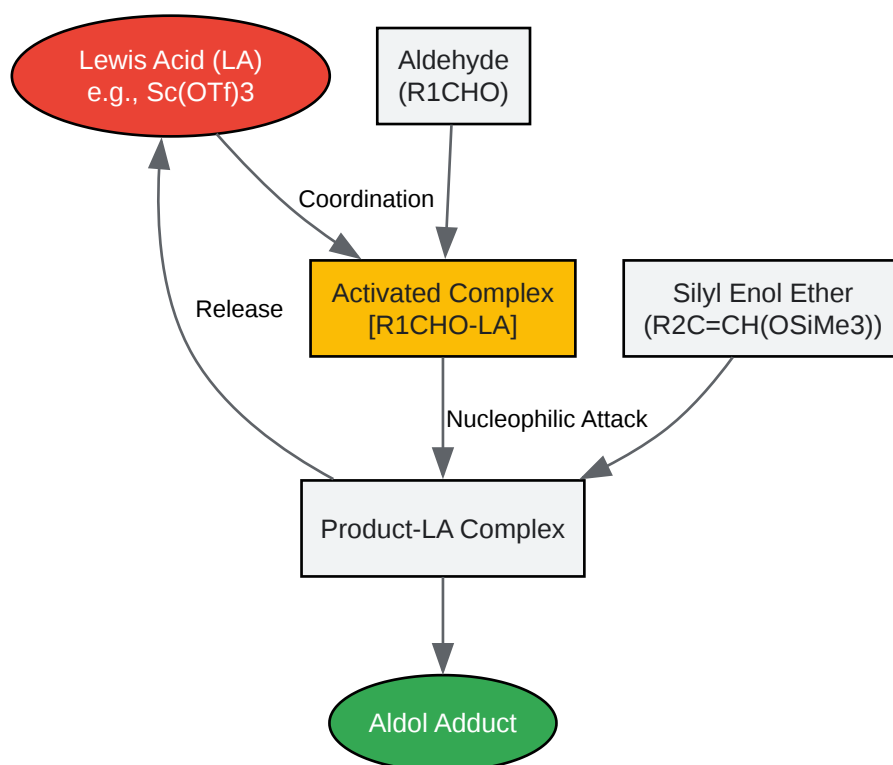 Lewis Acid (LA)
e.g., Sc(OTf)3
Aldehyde
(R1CHO)
Coordination
Activated Complex
[R1CHO-LA]
Silyl Enol Ether
(R2C=CH(OSiMe3))
Release
Nucleophilic Attack
Product-LA Complex
Aldol Adduct